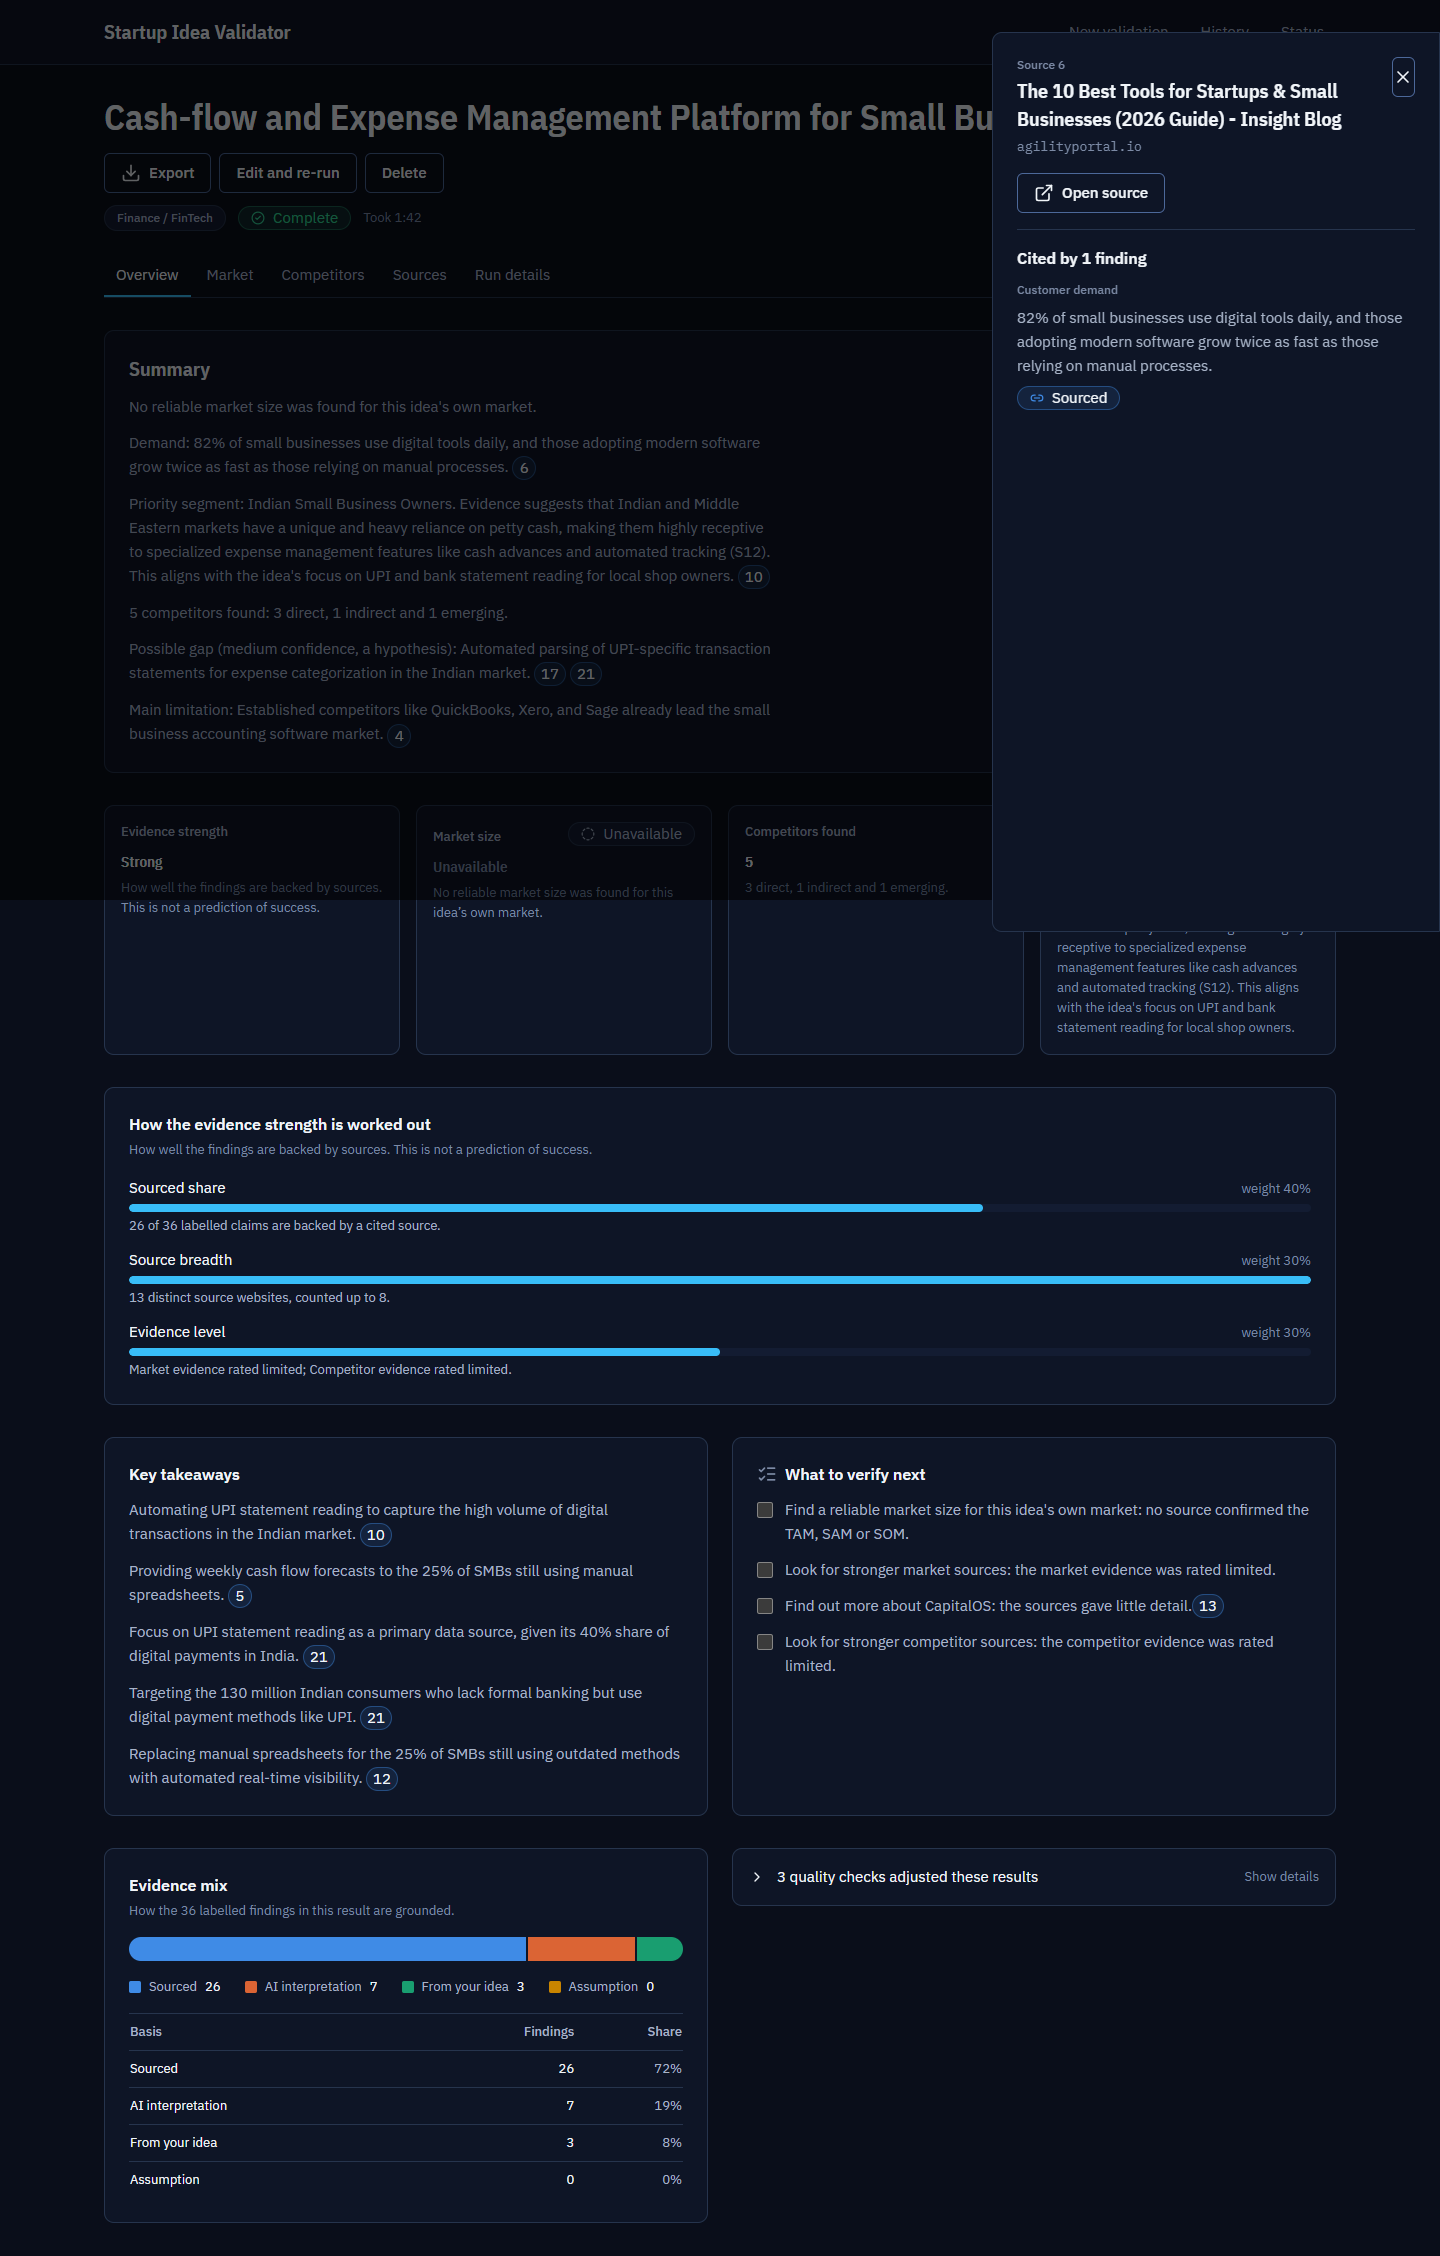 Startup Idea Validator
New validation History Status
Cash-flow and Expense Management Platform for Small Bu
Export Edit and re-run Delete
Finance / FinTech Complete Took 1:42
Overview Market Competitors Sources Run details
Source 6
The 10 Best Tools for Startups & Small
Businesses (2026 Guide) - Insight Blog
agilityportal.io
Open source
Cited by 1 finding
Customer demand
82% of small businesses use digital tools daily, and those
adopting modern software grow twice as fast as those
relying on manual processes.
Sourced
Summary
No reliable market size was found for this idea's own market.
Demand: 82% of small businesses use digital tools daily, and those adopting modern software
grow twice as fast as those relying on manual processes. 6
Priority segment: Indian Small Business Owners. Evidence suggests that Indian and Middle
Eastern markets have a unique and heavy reliance on petty cash, making them highly receptive
to specialized expense management features like cash advances and automated tracking (S12).
This aligns with the idea's focus on UPI and bank statement reading for local shop owners. 10
5 competitors found: 3 direct, 1 indirect and 1 emerging.
Possible gap (medium confidence, a hypothesis): Automated parsing of UPI-specific transaction
statements for expense categorization in the Indian market. 17 21
Main limitation: Established competitors like QuickBooks, Xero, and Sage already lead the small
business accounting software market. 4
Evidence strength
Strong
How well the findings are backed by sources.
This is not a prediction of success.
Market size Unavailable
Unavailable
No reliable market size was found for this
idea's own market.
Competitors found
5
3 direct, 1 indirect and 1 emerging.
receptive to specialized expense
management features like cash advances
and automated tracking (S12). This aligns
with the idea's focus on UPI and bank
statement reading for local shop owners.
How the evidence strength is worked out
How well the findings are backed by sources. This is not a prediction of success.
Sourced share weight 40%
26 of 36 labelled claims are backed by a cited source.
Source breadth weight 30%
13 distinct source websites, counted up to 8.
Evidence level weight 30%
Market evidence rated limited; Competitor evidence rated limited.
Key takeaways
Automating UPI statement reading to capture the high volume of digital
transactions in the Indian market. 10
Providing weekly cash flow forecasts to the 25% of SMBs still using manual
spreadsheets. 5
Focus on UPI statement reading as a primary data source, given its 40% share of
digital payments in India. 21
Targeting the 130 million Indian consumers who lack formal banking but use
digital payment methods like UPI. 21
Replacing manual spreadsheets for the 25% of SMBs still using outdated methods
with automated real-time visibility. 12
What to verify next
Find a reliable market size for this idea's own market: no source confirmed the
TAM, SAM or SOM.
Look for stronger market sources: the market evidence was rated limited.
Find out more about CapitalOS: the sources gave little detail. 13
Look for stronger competitor sources: the competitor evidence was rated
limited.
Evidence mix
How the 36 labelled findings in this result are grounded.
Sourced 26 AI interpretation 7 From your idea 3 Assumption 0
Basis Findings Share
Sourced 26 72%
AI interpretation 7 19%
From your idea 3 8%
Assumption 0 0%
3 quality checks adjusted these results Show details